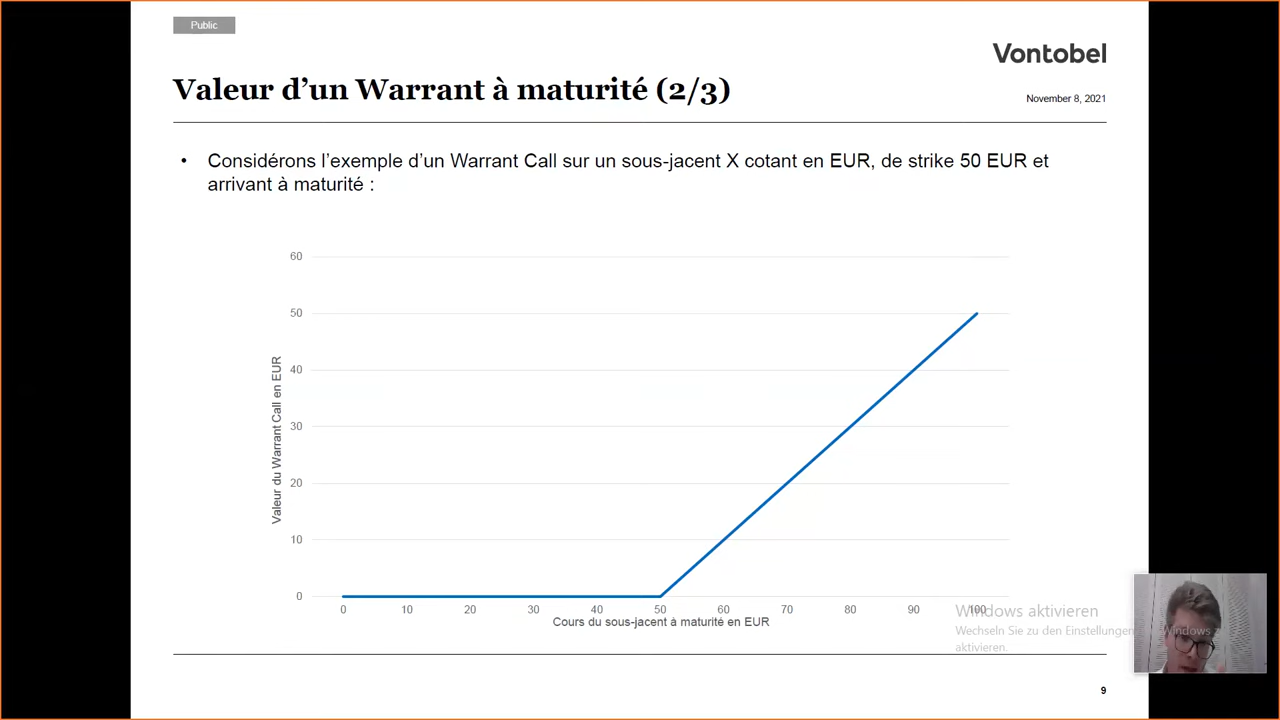 Public
Vontobel
Valeur d’un Warrant à maturité (2/3)
November 8, 2021
• Considérons l’exemple d’un Warrant Call sur un sous-jacent X cotant en EUR, de strike 50 EUR et
arrivant à maturité :
60
50
40
30
20
10
0
Valeur du Warrant Call en EUR
0 10 20 30 40 50 60 70 80 90 100
Cours du sous-jacent à maturité en EUR
Windows aktivieren
Wechseln Sie zu den Einstellungen, Windows z
aktivieren.
9